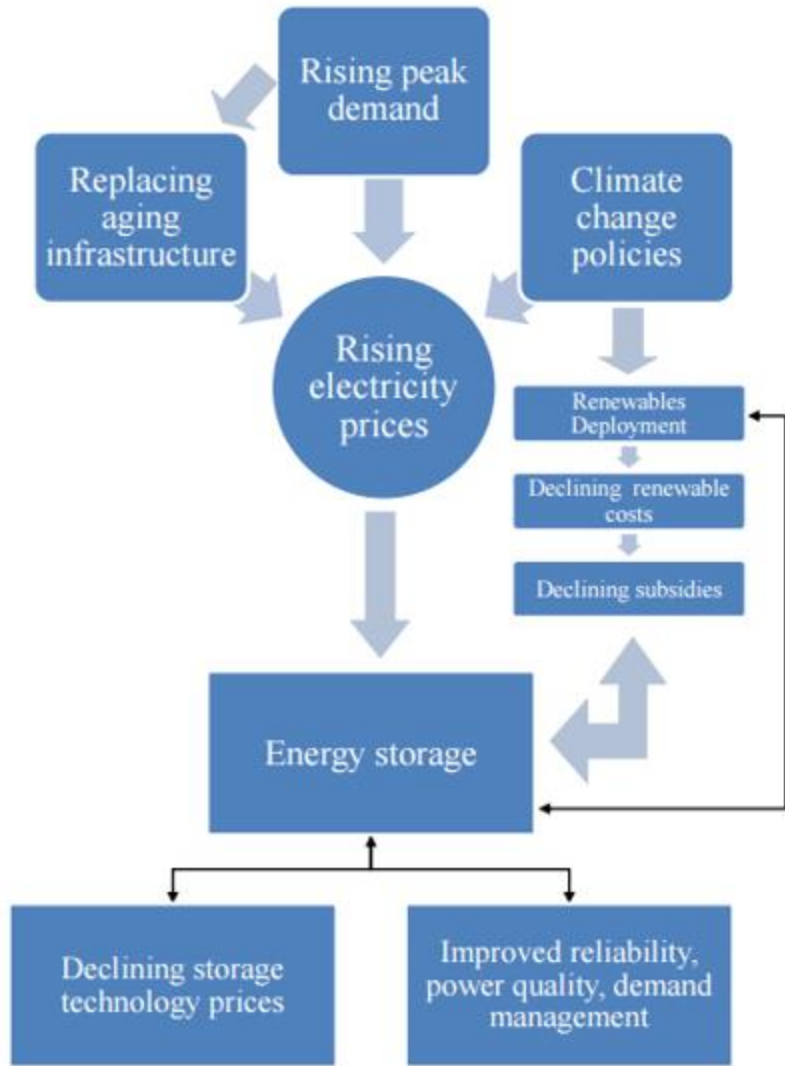 Rising peak
demand
Replacing
aging
infrastructure
Climate
change
policies
Rising
electricity
prices
Renewables
Deployment
Declining renewable
costs
Declining subsidies
Energy storage
Declining storage
technology prices
Improved reliability,
power quality, demand
management